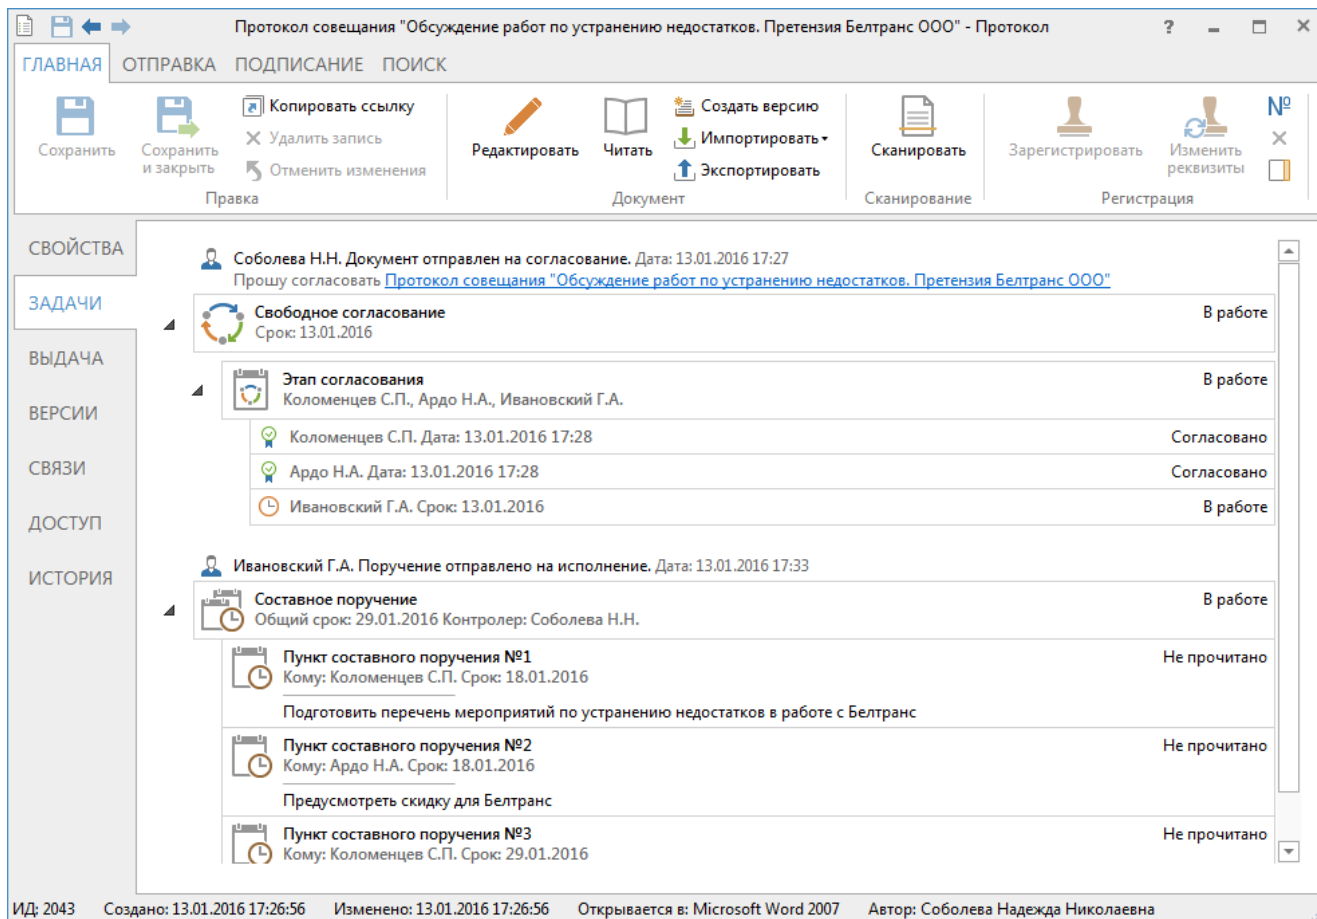 Протокол совещания "Обсуждение работ по устранению недостатков. Претензия Белтранс ООО" - Протокол
?
ГЛАВНАЯ ОТПРАВКА ПОДПИСАНИЕ ПОИСК
Сохранить
Сохранить
и закрыть
Копировать ссылку
Удалить запись
Отменить изменения
Правка
Редактировать
Читать
Создать версию
Импортировать
Экспортировать
Документ
Сканировать
Сканирование
Зарегистрировать
Изменить
реквизиты
№
Регистрация
СВОЙСТВА
ЗАДАЧИ
ВЫДАЧА
ВЕРСИИ
СВЯЗИ
ДОСТУП
ИСТОРИЯ
Соболева Н.Н. Документ отправлен на согласование. Дата: 13.01.2016 17:27
Прошу согласовать Протокол совещания "Обсуждение работ по устранению недостатков. Претензия Белтранс ООО"
Свободное согласование В работе
Срок: 13.01.2016
Этап согласования В работе
Коломенцев С.П., Ардо Н.А., Ивановский Г.А.
Коломенцев С.П. Дата: 13.01.2016 17:28 Согласовано
Ардо Н.А. Дата: 13.01.2016 17:28 Согласовано
Ивановский Г.А. Срок: 13.01.2016 В работе
Ивановский Г.А. Поручение отправлено на исполнение. Дата: 13.01.2016 17:33
Составное поручение В работе
Общий срок: 29.01.2016 Контролер: Соболева Н.Н.
Пункт составного поручения №1 Не прочитано
Кому: Коломенцев С.П. Срок: 18.01.2016
Подготовить перечень мероприятий по устранению недостатков в работе с Белтранс
Пункт составного поручения №2 Не прочитано
Кому: Ардо Н.А. Срок: 18.01.2016
Предусмотреть скидку для Белтранс
Пункт составного поручения №3 Не прочитано
Кому: Коломенцев С.П. Срок: 29.01.2016
ИД: 2043 Создано: 13.01.2016 17:26:56 Изменено: 13.01.2016 17:26:56 Открывается в: Microsoft Word 2007 Автор: Соболева Надежда Николаевна